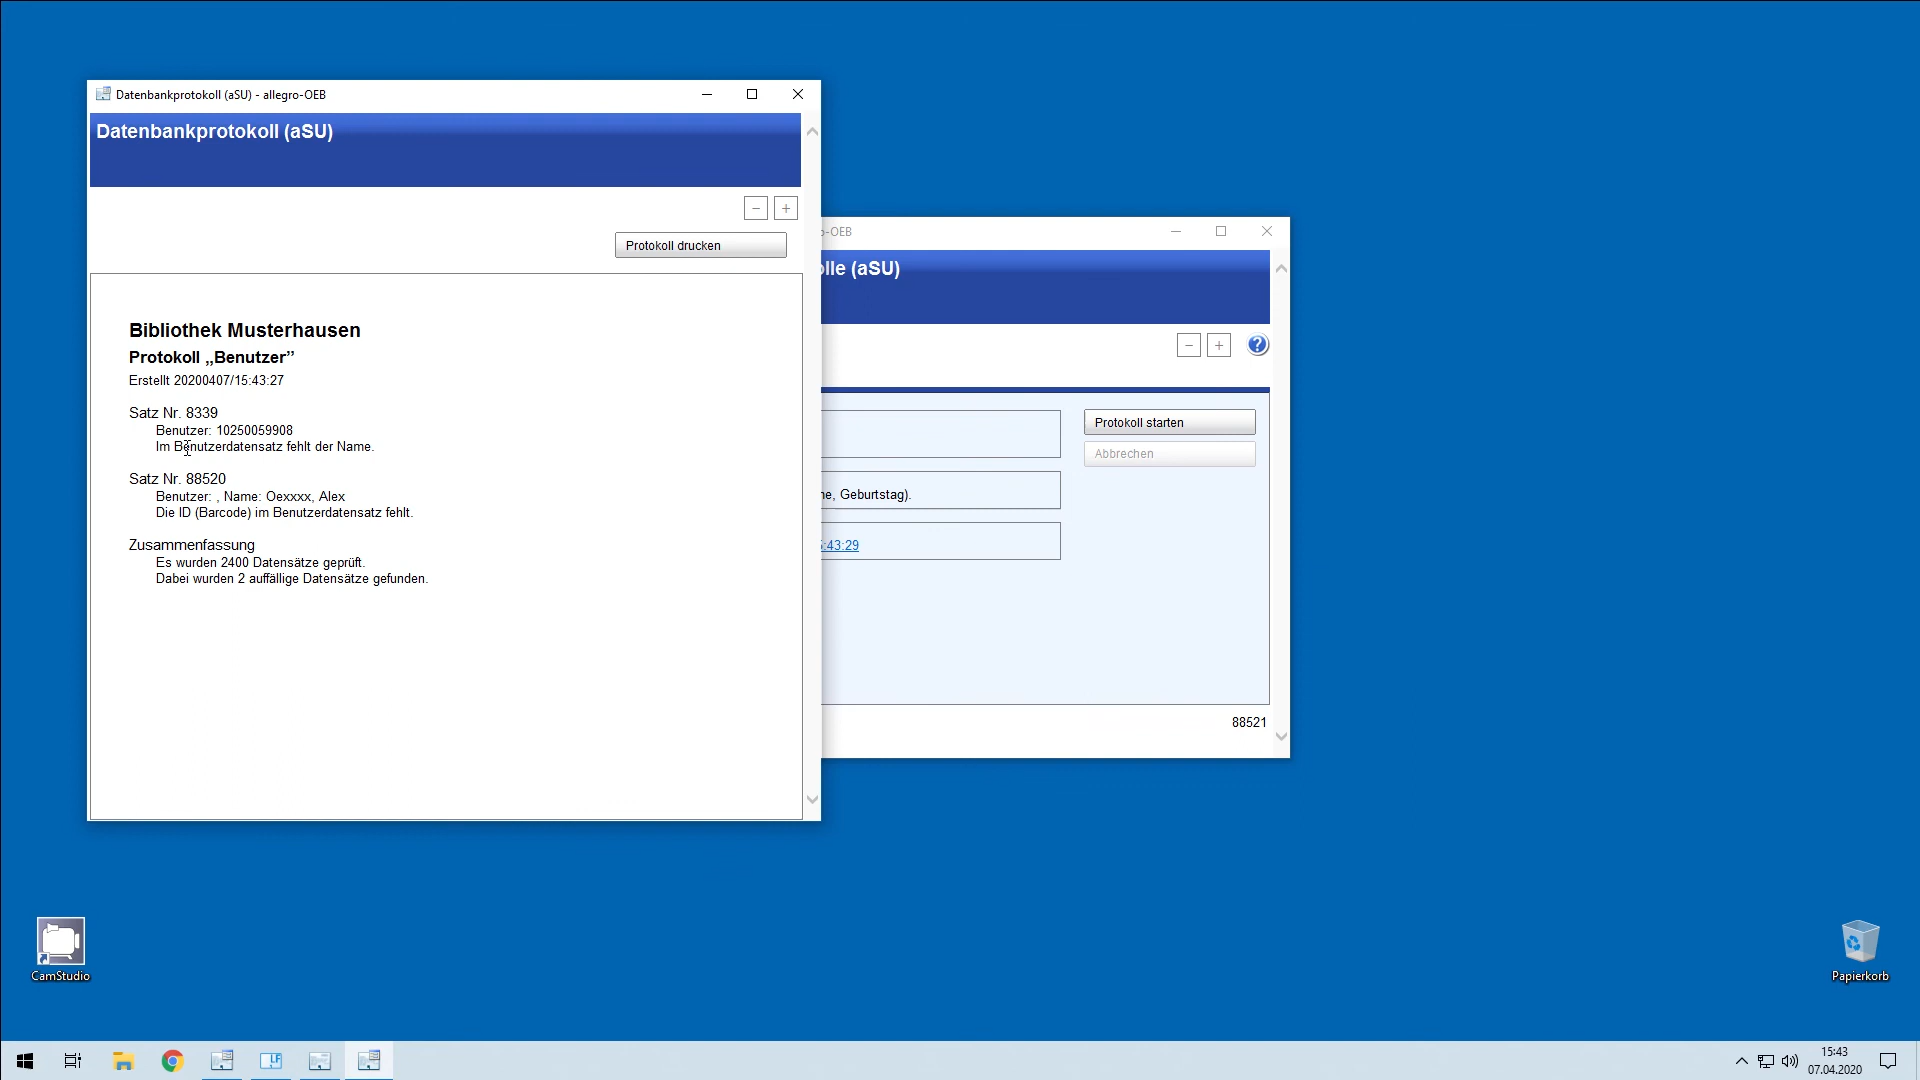 Datenbankprotokoll (aSU) - allegro-OEB
Datenbankprotokoll (aSU)
Protokoll drucken
Bibliothek Musterhausen
Protokoll „Benutzer”
Erstellt 20200407/15:43:27
Satz Nr. 8339
Benutzer: 10250059908
Im Benutzerdatensatz fehlt der Name.
Satz Nr. 88520
Benutzer: , Name: Oexxxx, Alex
Die ID (Barcode) im Benutzerdatensatz fehlt.
Zusammenfassung
Es wurden 2400 Datensätze geprüft.
Dabei wurden 2 auffällige Datensätze gefunden.
-OEB
lle (aSU)
Protokoll starten
Abbrechen
e, Geburtstag).
:43:29
88521
CamStudio
Papierkorb
LF
15:43
07.04.2020